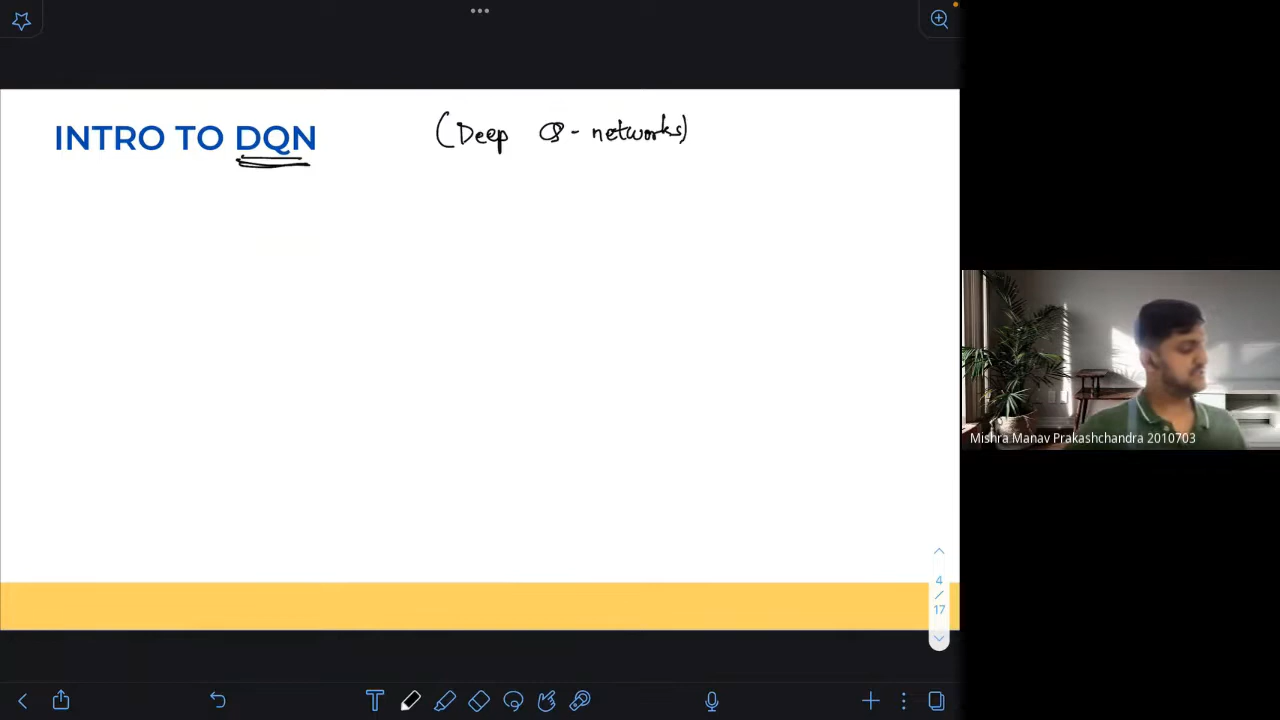 INTRO TO DQN (Deep Q-networks)
Mishra Manav Prakashchandra 2010703
4
/
17
T